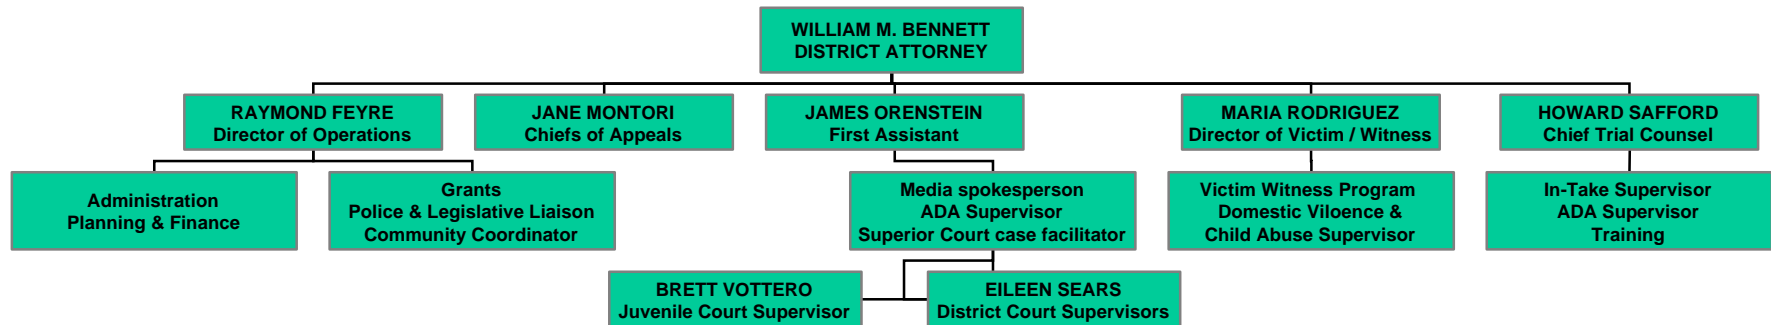 WILLIAM M. BENNETT
DISTRICT ATTORNEY
RAYMOND FEYRE
Director of Operations
JANE MONTORI
Chiefs of Appeals
JAMES ORENSTEIN
First Assistant
MARIA RODRIGUEZ
Director of Victim / Witness
HOWARD SAFFORD
Chief Trial Counsel
Administration
Planning & Finance
Grants
Police & Legislative Liaison
Community Coordinator
Media spokesperson
ADA Supervisor
Superior Court case facilitator
Victim Witness Program
Domestic Viloence &
Child Abuse Supervisor
In-Take Supervisor
ADA Supervisor
Training
BRETT VOTTERO
Juvenile Court Supervisor
EILEEN SEARS
District Court Supervisors